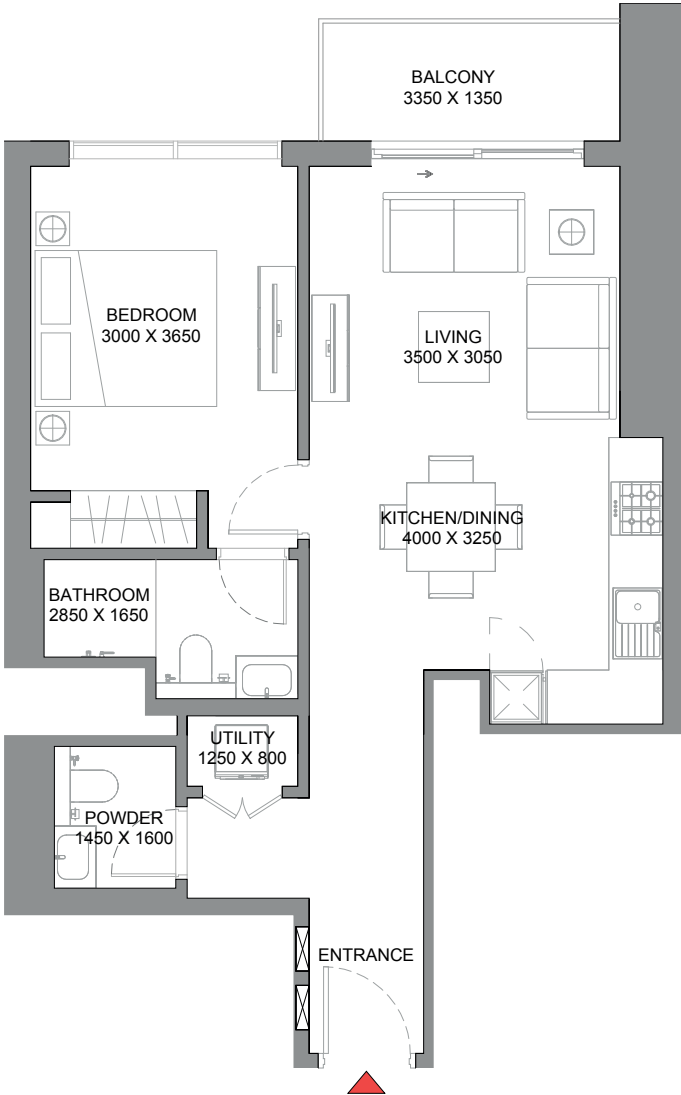 BALCONY
3350 X 1350
BEDROOM
3000 X 3650
LIVING
3500 X 3050
KITCHEN/DINING
4000 X 3250
BATHROOM
2850 X 1650
UTILITY
1250 X 800
POWDER
1450 X 1600
ENTRANCE